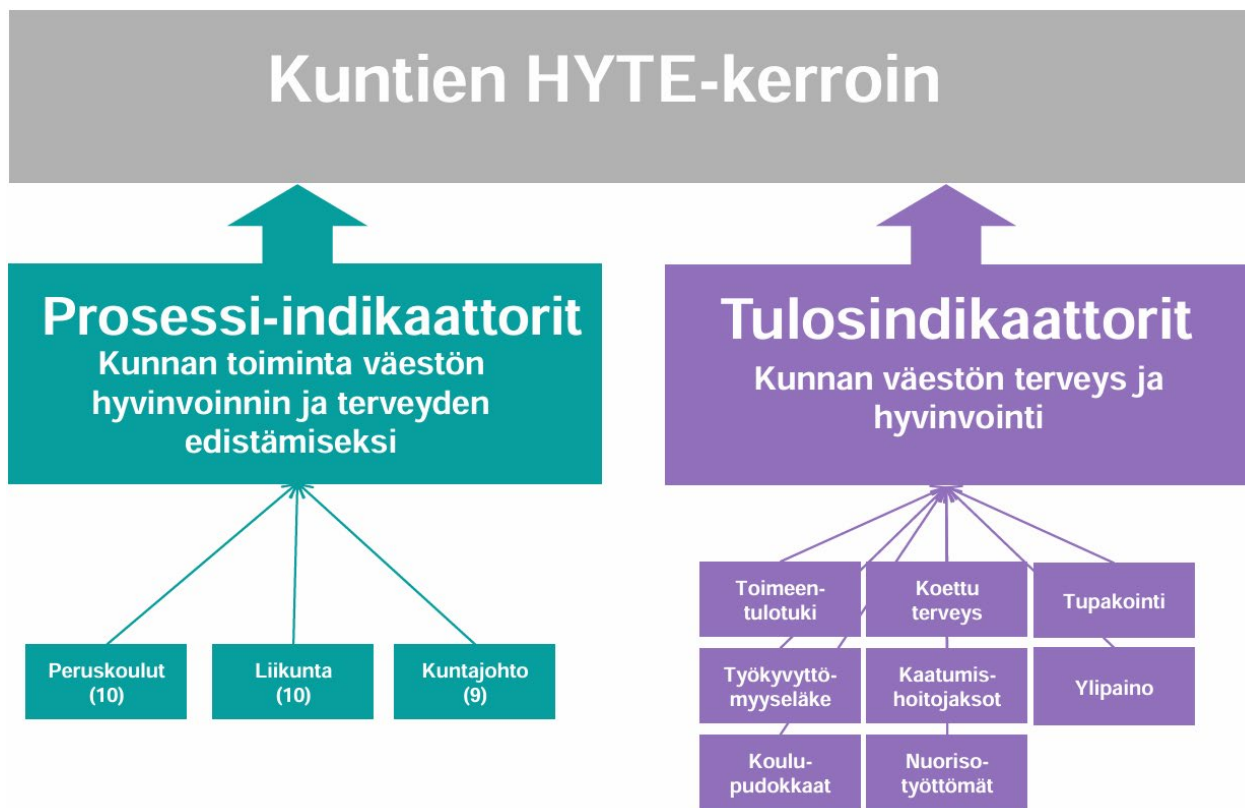 Kuntien HYTE-kerroin
Prosessi-indikaattorit
Kunnan toiminta väestön
hyvinvoinnin ja terveyden
edistämiseksi
Peruskoulut
(10)
Liikunta
(10)
Kuntajohto
(9)
Tulosindikaattorit
Kunnan väestön terveys ja
hyvinvointi
Toimeen-
tulotuki
Koettu
terveys
Tupakointi
Työkyvyttö-
myyseläke
Kaatumis-
hoitojaksot
Ylipaino
Koulu-
pudokkaat
Nuoriso-
työttömät